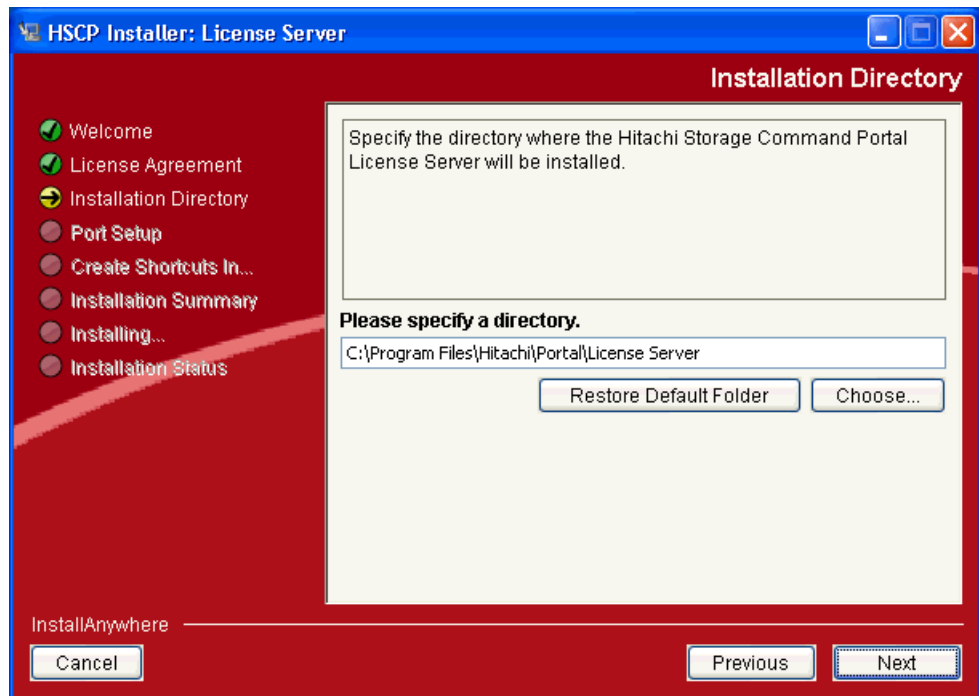 HSCP Installer: License Server
Installation Directory
Welcome
License Agreement
Installation Directory
Port Setup
Create Shortcuts In...
Installation Summary
Installing...
Installation Status
Specify the directory where the Hitachi Storage Command Portal
License Server will be installed.
Please specify a directory.
C:\Program Files\Hitachi\Portal\License Server
Restore Default Folder
Choose...
InstallAnywhere
Cancel
Previous
Next